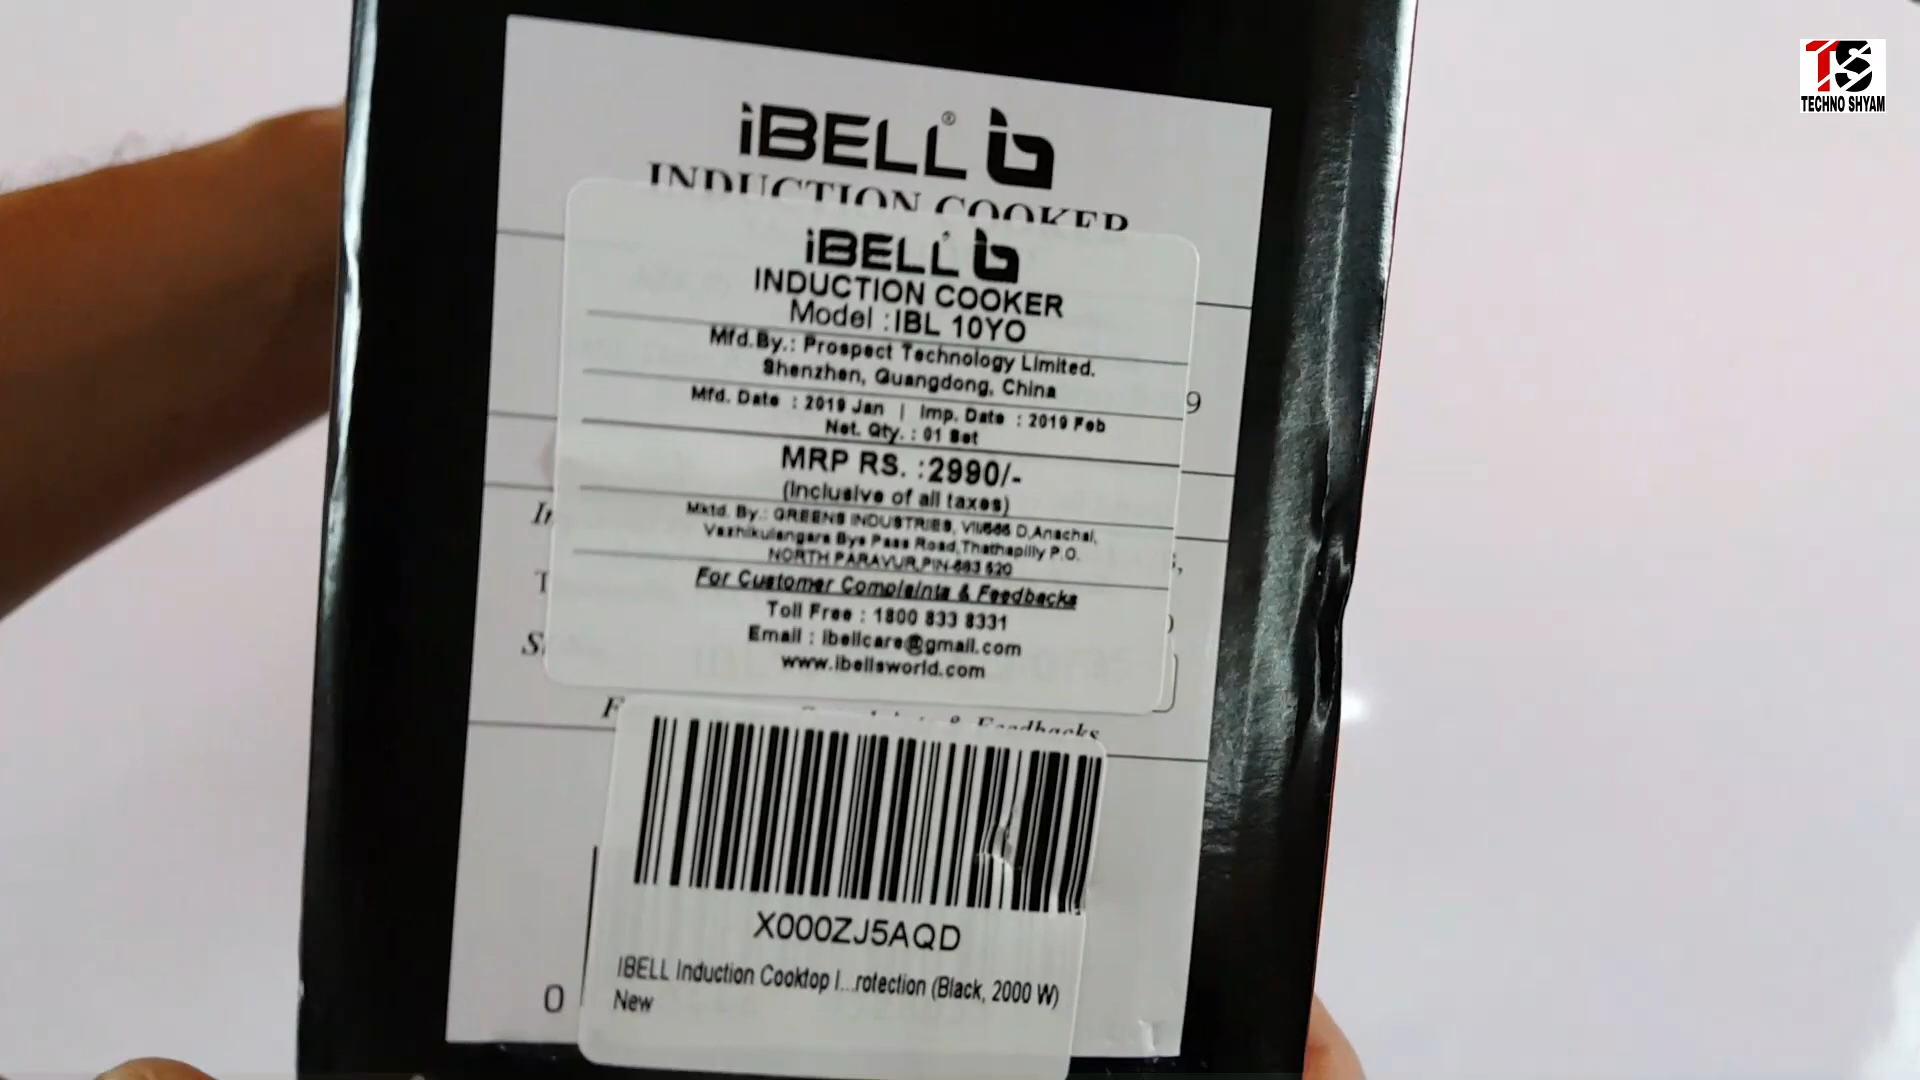 TS
TECHNO SHYAM
iBELL®
INDUCTION COOKER
iBELL
INDUCTION COOKER
Model :IBL 10YO
Mfd.By.: Prospect Technology Limited.
Shenzhen, Guangdong, China
Mfd. Date : 2019 Jan | Imp. Date : 2019 Feb
Net. Qty. : 01 Set
MRP RS. :2990/-
(Inclusive of all taxes)
Mktd. By.: GREENS INDUSTRIES, D,Anachal,
Vazhikulangara Bye Pass Road,Thathapilly P.O.
NORTH PARAVUR,PIN-683 520
For Customer Complaints & Feedbacks
Toll Free : 1800 833 8331
Email : ibellcare@gmail.com
www.ibellsworld.com
& Feedbacks
X000ZJ5AQD
IBELL Induction Cooktop I...rotection (Black, 2000 W)
New
0